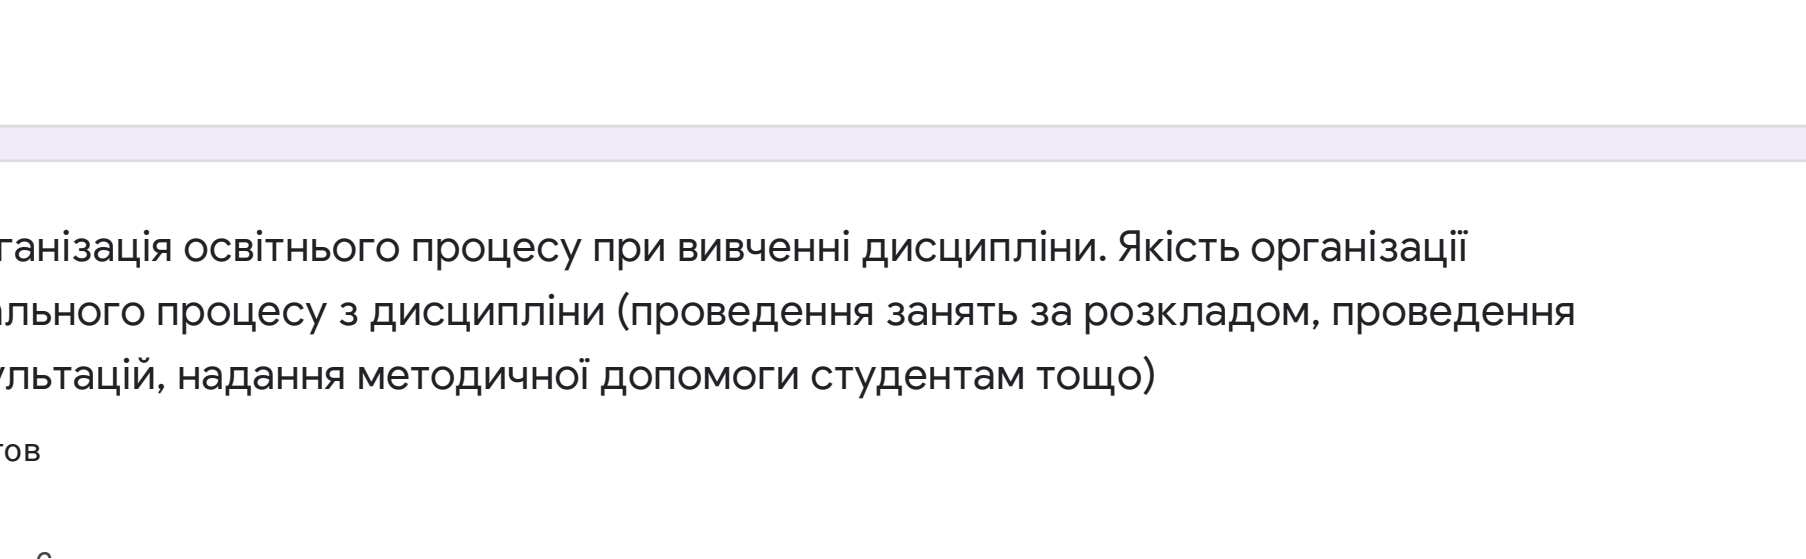 ганізація освітнього процесу при вивченні дисципліни. Якість організації
ального процесу з дисципліни (проведення занять за розкладом, проведення
ультацій, надання методичної допомоги студентам тощо)
тов